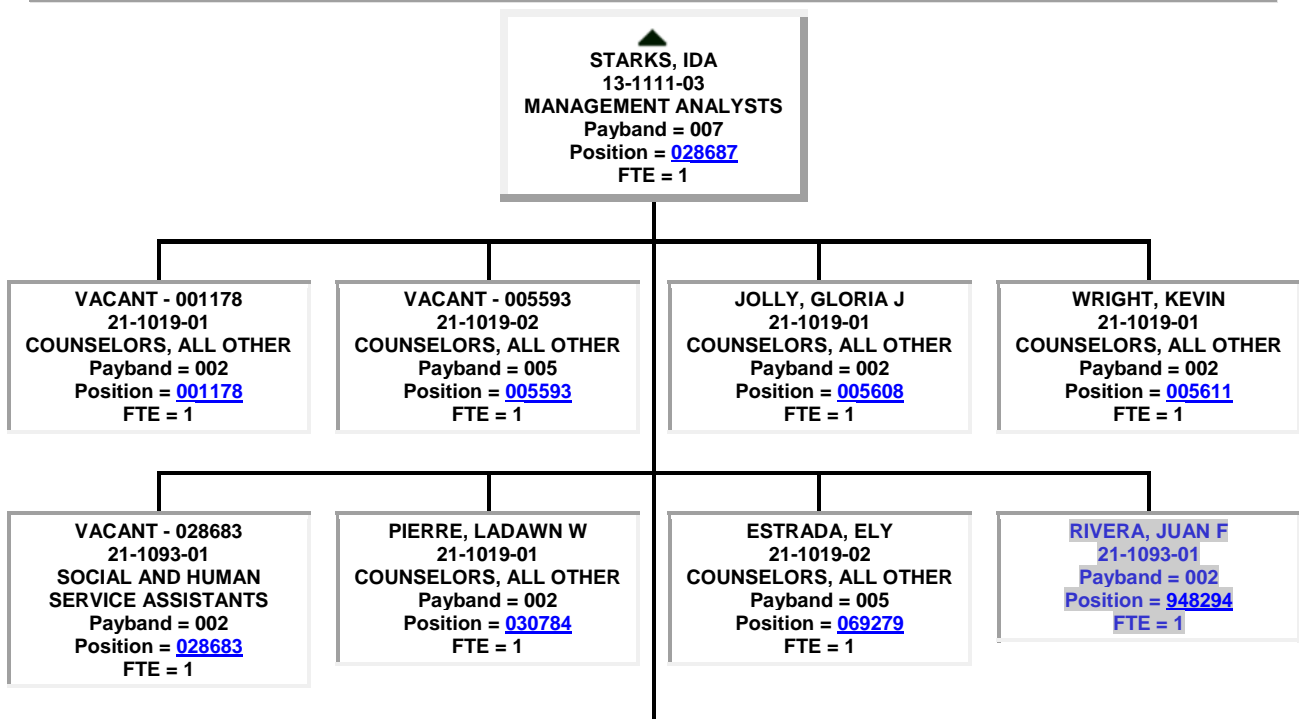 STARKS, IDA
13-1111-03
MANAGEMENT ANALYSTS
Payband = 007
Position = 028687
FTE = 1
VACANT - 001178
21-1019-01
COUNSELORS, ALL OTHER
Payband = 002
Position = 001178
FTE = 1
VACANT - 005593
21-1019-02
COUNSELORS, ALL OTHER
Payband = 005
Position = 005593
FTE = 1
JOLLY, GLORIA J
21-1019-01
COUNSELORS, ALL OTHER
Payband = 002
Position = 005608
FTE = 1
WRIGHT, KEVIN
21-1019-01
COUNSELORS, ALL OTHER
Payband = 002
Position = 005611
FTE = 1
VACANT - 028683
21-1093-01
SOCIAL AND HUMAN
SERVICE ASSISTANTS
Payband = 002
Position = 028683
FTE = 1
PIERRE, LADAWN W
21-1019-01
COUNSELORS, ALL OTHER
Payband = 002
Position = 030784
FTE = 1
ESTRADA, ELY
21-1019-02
COUNSELORS, ALL OTHER
Payband = 005
Position = 069279
FTE = 1
RIVERA, JUAN F
21-1093-01
Payband = 002
Position = 948294
FTE = 1